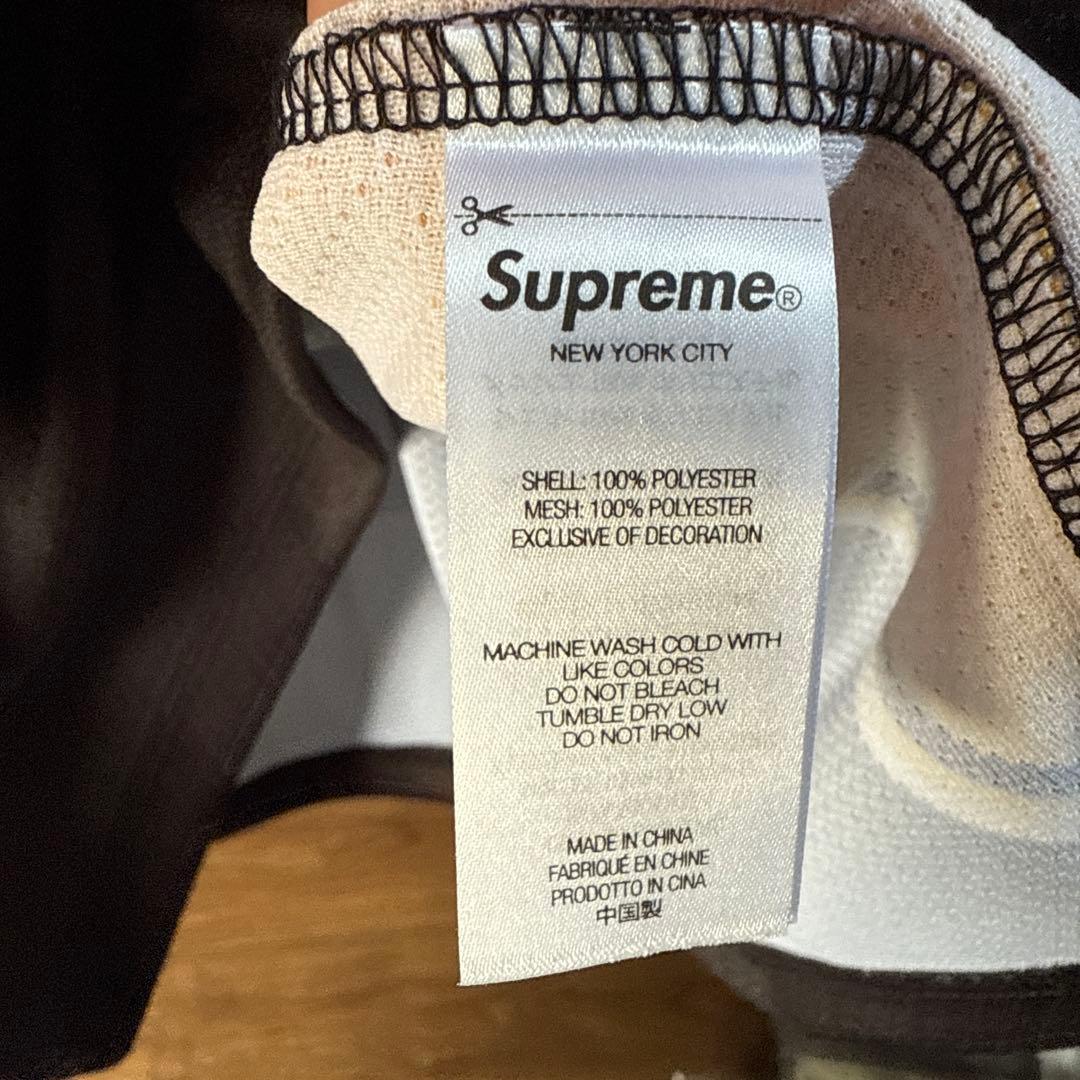 Supreme®
NEW YORK CITY
SHELL: 100% POLYESTER
MESH: 100% POLYESTER
EXCLUSIVE OF DECORATION
MACHINE WASH COLD WITH
LIKE COLORS
DO NOT BLEACH
TUMBLE DRY LOW
DO NOT IRON
MADE IN CHINA
FABRIQUÉ EN CHINE
PRODOTTO IN CINA
中国製